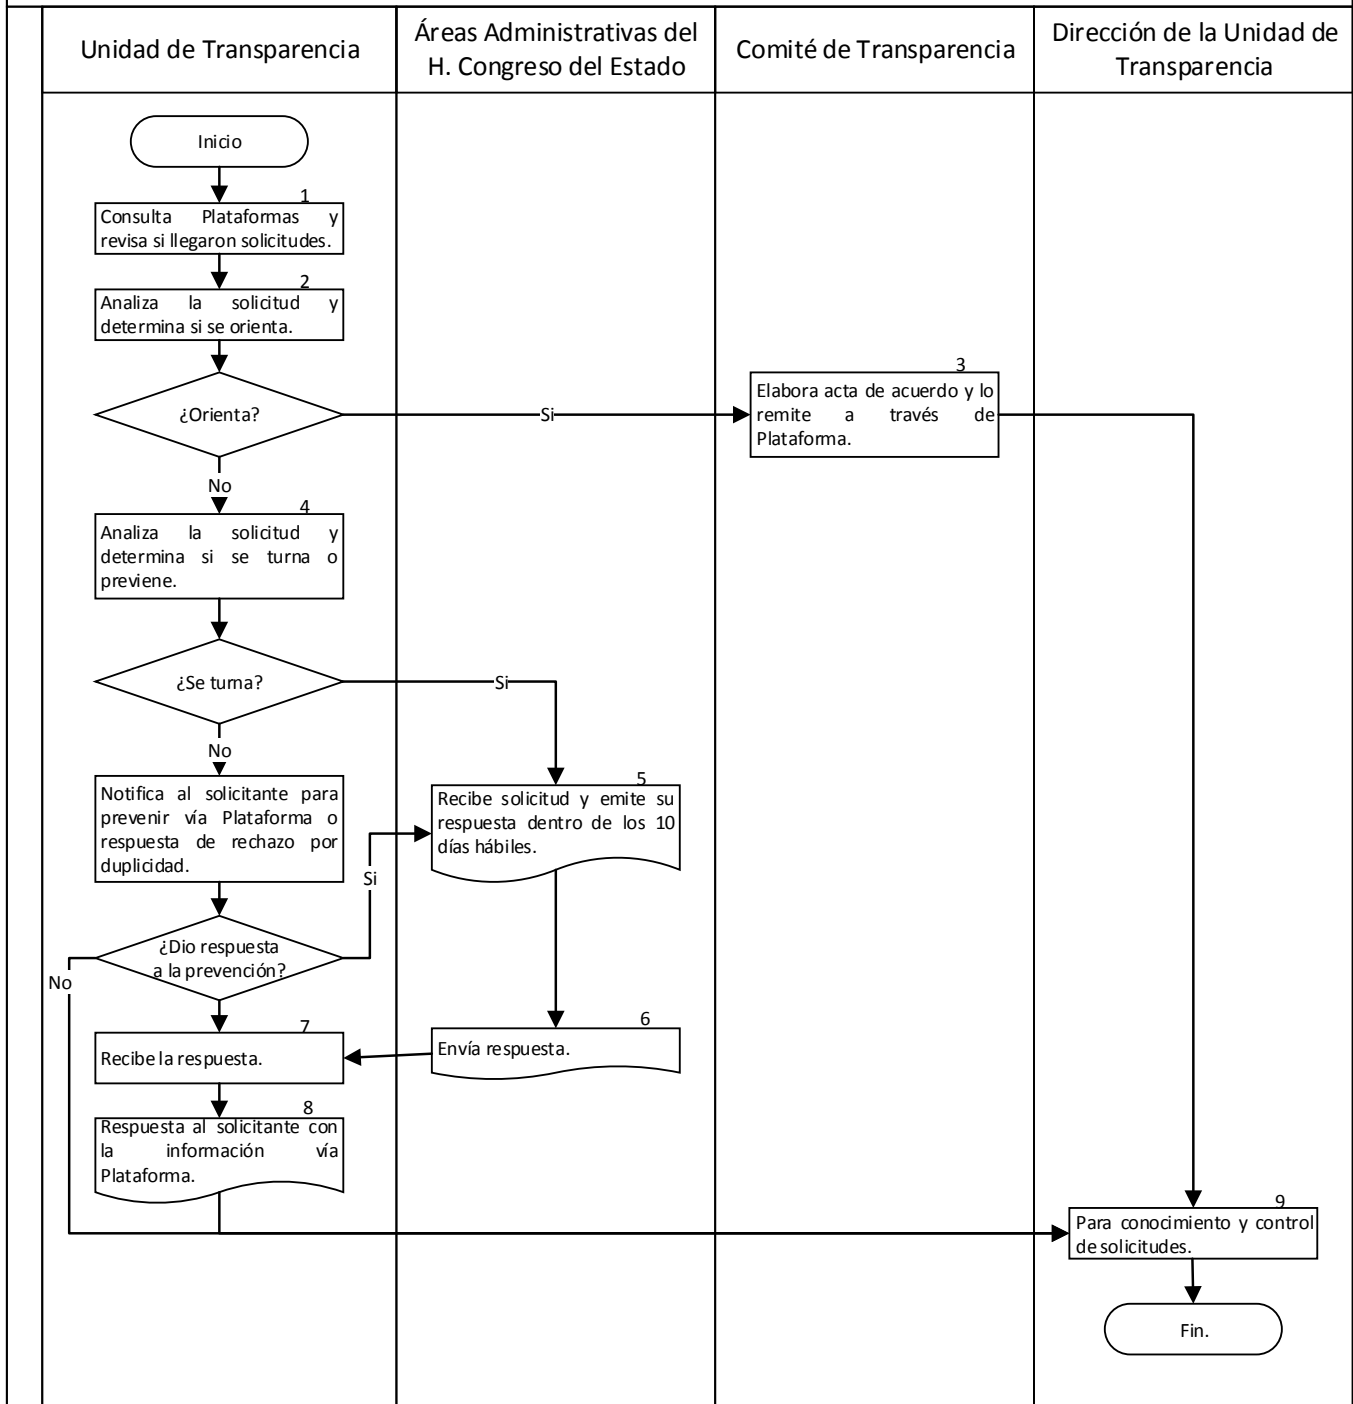 Unidad de Transparencia
Áreas Administrativas del
H. Congreso del Estado
Comité de Transparencia
Dirección de la Unidad de
Transparencia
Inicio
1
Consulta Plataformas y
revisa si llegaron solicitudes.
2
Analiza la solicitud y
determina si se orienta.
¿Orienta?
Si
3
Elabora acta de acuerdo y lo
remite a través de
Plataforma.
No
4
Analiza la solicitud y
determina si se turna o
previene.
¿Se turna?
Si
No
Notifica al solicitante para
prevenir vía Plataforma o
respuesta de rechazo por
duplicidad.
5
Recibe solicitud y emite su
respuesta dentro de los 10
días hábiles.
Si
¿Dio respuesta
a la prevención?
No
7
Recibe la respuesta.
6
Envía respuesta.
8
Respuesta al solicitante con
la información vía
Plataforma.
9
Para conocimiento y control
de solicitudes.
Fin.